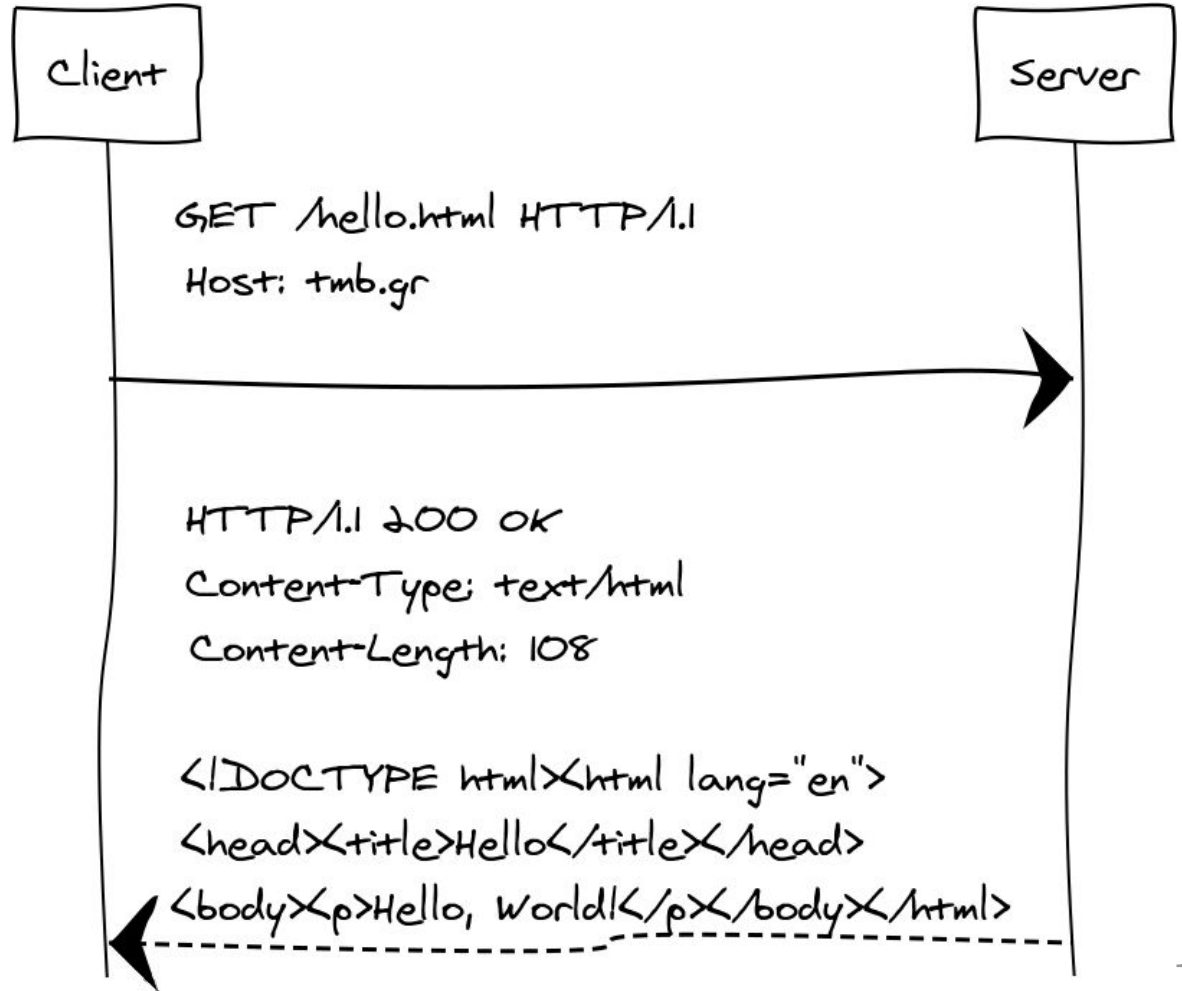 Client
Server
GET /hello.html HTTP/1.1
Host: tmb.gr
HTTP/1.1 200 OK
Content-Type: text/html
Content-Length: 108
<!DOCTYPE html><html lang="en">
<head><title>Hello</title></head>
<body><p>Hello, World!</p></body></html>